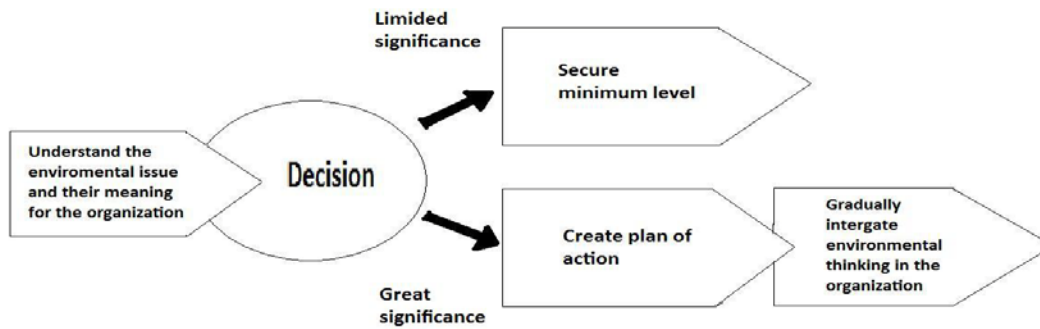 Limided
significance
Secure
minimum level
Understand the
enviromental issue
and their meaning
for the organization
Decision
Create plan of
action
Gradually
intergate
environmental
thinking in the
organization
Great
significance